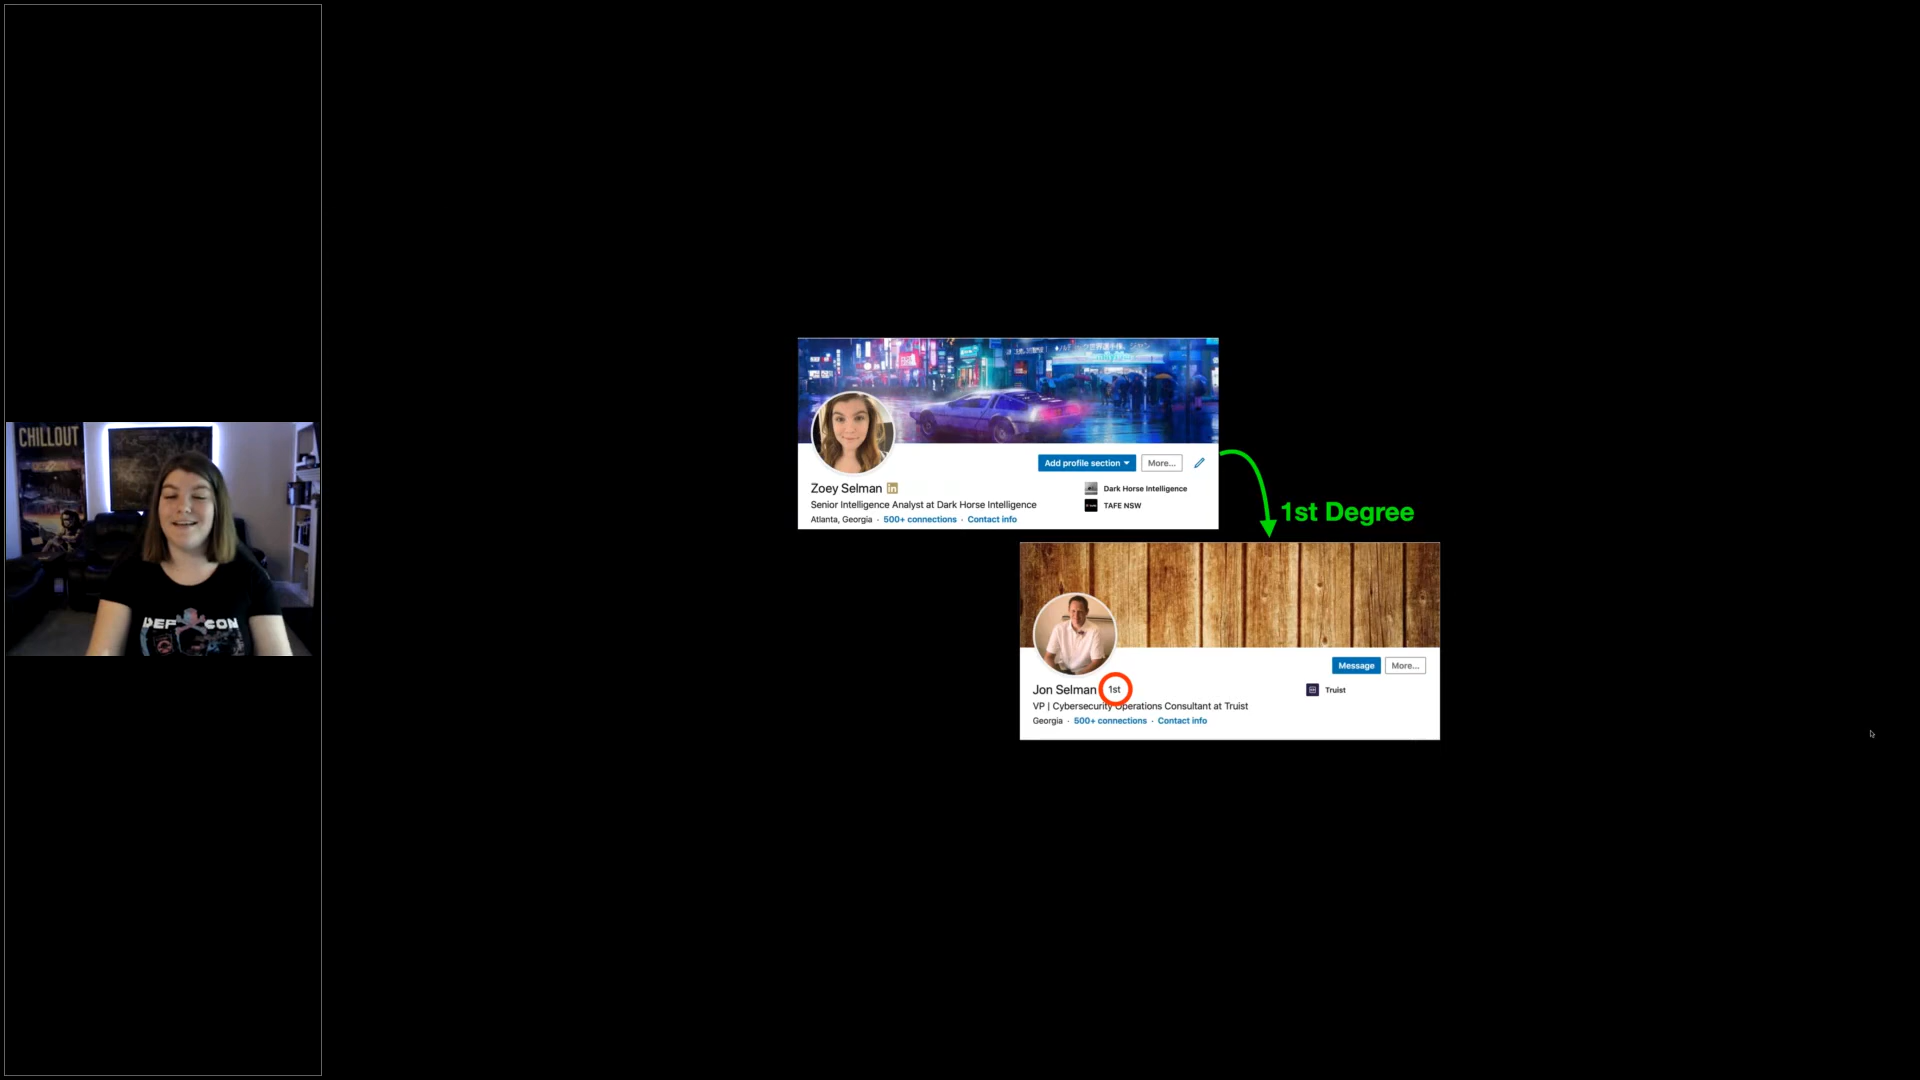 CHILLOUT
DEF CON
Add profile section
More...
Zoey Selman in
Senior Intelligence Analyst at Dark Horse Intelligence
Atlanta, Georgia · 500+ connections · Contact info
Dark Horse Intelligence
TAFE NSW
1st Degree
Message
More...
Jon Selman 1st
VP | Cybersecurity Operations Consultant at Truist
Georgia · 500+ connections · Contact info
Truist